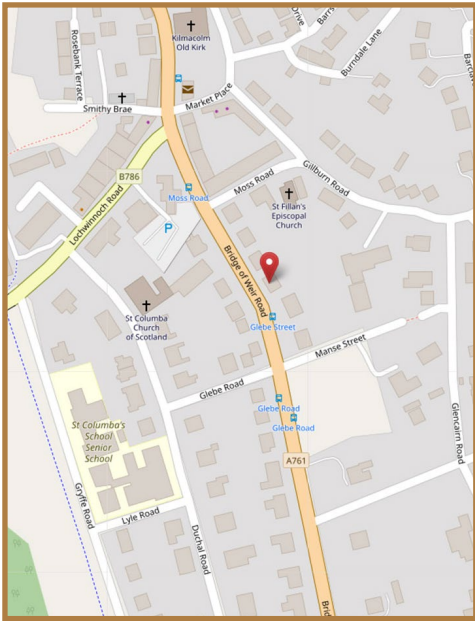 Rosebank Terrace
Kilmacolm
Old Kirk
Drive
Burndale Lane
Smithy Brae
Market Place
B786
Lochwinnoch Road
Moss Road
Moss Road
Gillburn Road
P
St Fillan's
Episcopal
Church
Bridge of Weir Road
St Columba
Church
of Scotland
Glebe Street
Manse Street
Glebe Road
Glebe Road
Glebe Road
St Columba's
School
Senior
School
Glencairn Road
A761
Gryffe Road
Lyle Road
Duchal Road